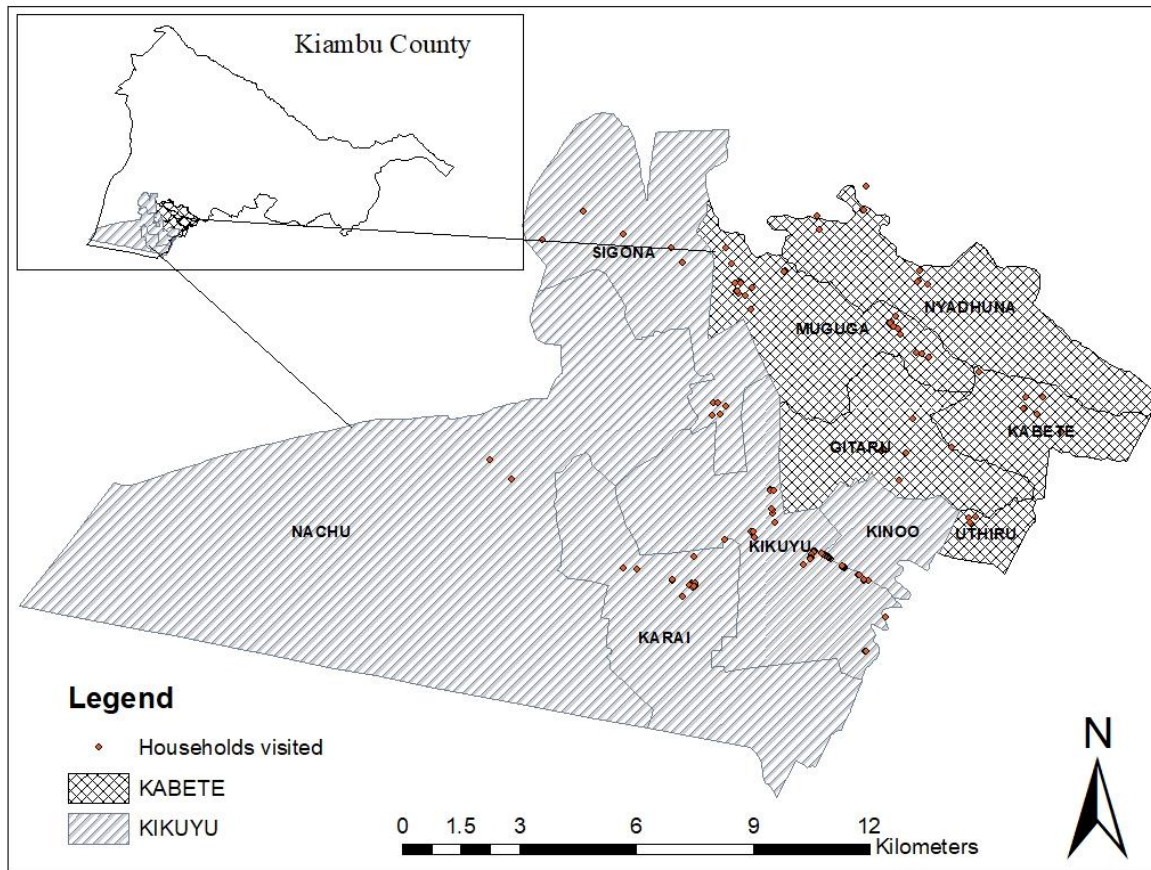 Kiambu County
SIGONA
NYADHUNA
MUGUGA
KABETE
GITARU
NACHU
KIKUYU
KINOO
UTHIRU
KARAI
Legend
Households visited
KABETE
KIKUYU
N
0 1.5 3 6 9 12
Kilometers